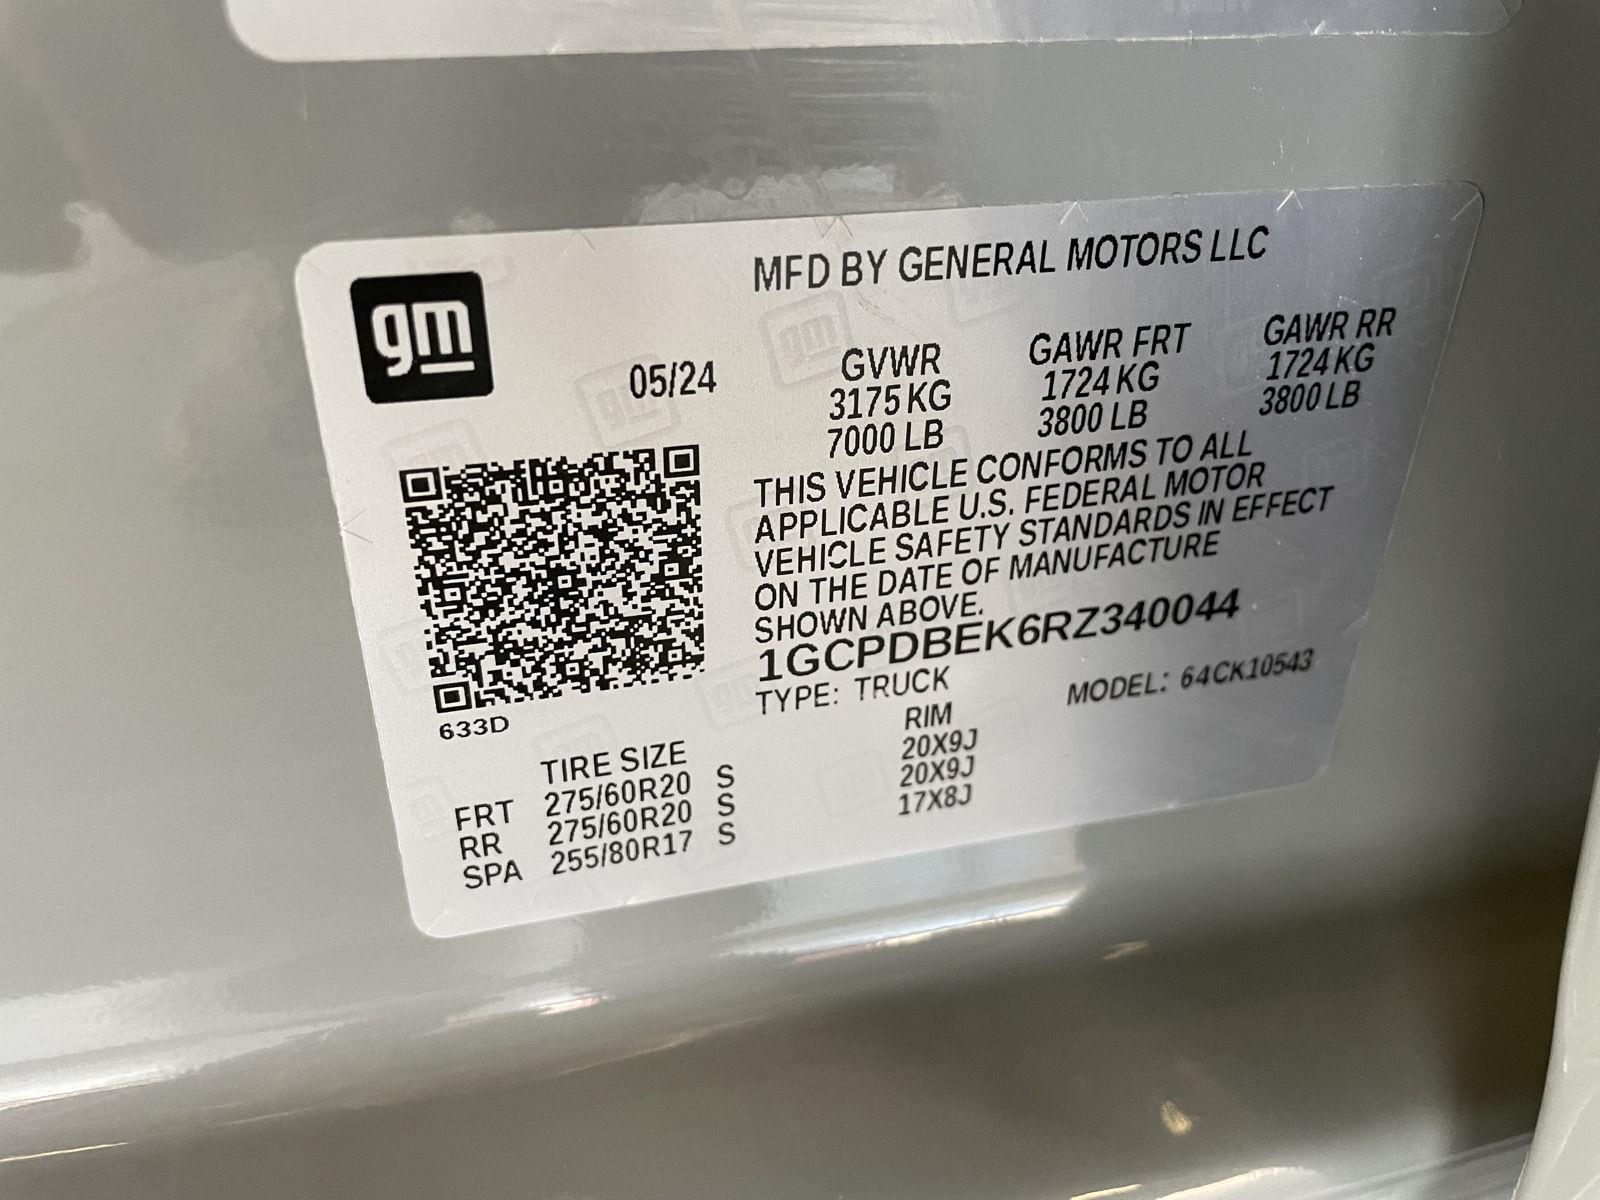 gm
MFD BY GENERAL MOTORS LLC
05/24
GVWR GAWR FRT GAWR RR
3175 KG 1724 KG 1724 KG
7000 LB 3800 LB 3800 LB
THIS VEHICLE CONFORMS TO ALL
APPLICABLE U.S. FEDERAL MOTOR
VEHICLE SAFETY STANDARDS IN EFFECT
ON THE DATE OF MANUFACTURE
SHOWN ABOVE.
1GCPDBEK6RZ340044
TYPE: TRUCK MODEL: 64CK10543
633D
TIRE SIZE RIM
FRT 275/60R20 S 20X9J
RR 275/60R20 S 20X9J
SPA 255/80R17 S 17X8J